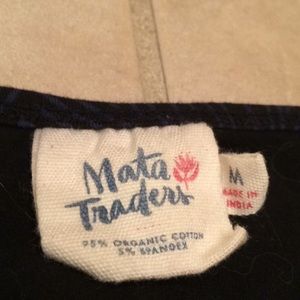 Mata
Traders
95% ORGANIC COTTON
5% SPANDEX
M
MADE IN
INDIA